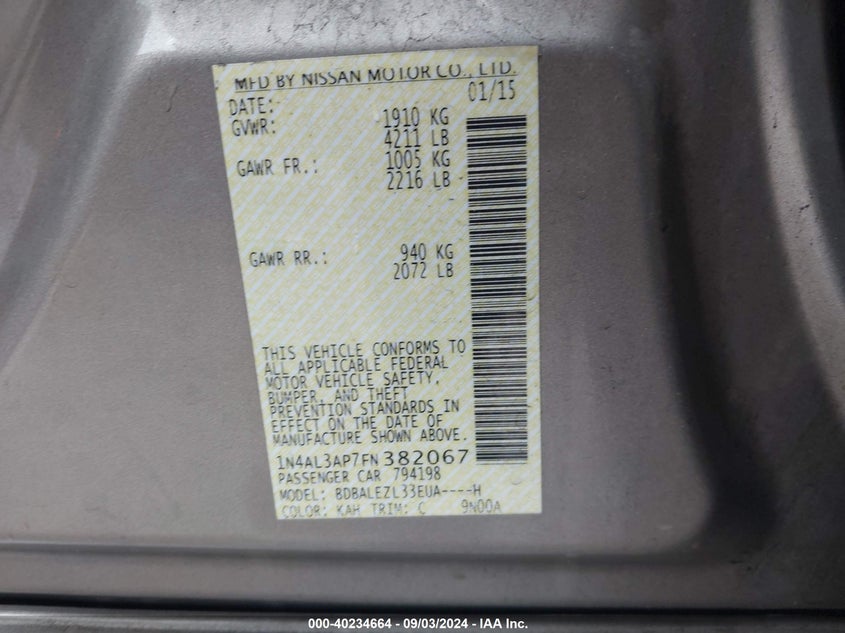 MFD BY NISSAN MOTOR CO., LTD.
DATE: 01/15
GVWR: 1910 KG
4211 LB
GAWR FR.: 1005 KG
2216 LB
GAWR RR.: 940 KG
2072 LB
THIS VEHICLE CONFORMS TO
ALL APPLICABLE FEDERAL
MOTOR VEHICLE SAFETY,
BUMPER, AND THEFT
PREVENTION STANDARDS IN
EFFECT ON THE DATE OF
MANUFACTURE SHOWN ABOVE.
1N4AL3AP7FN382067
PASSENGER CAR 794198
MODEL: BDBALEZL33EUA----H
COLOR: KAH TRIM: C 9N00A
000-40234664 - 09/03/2024 - IAA Inc.